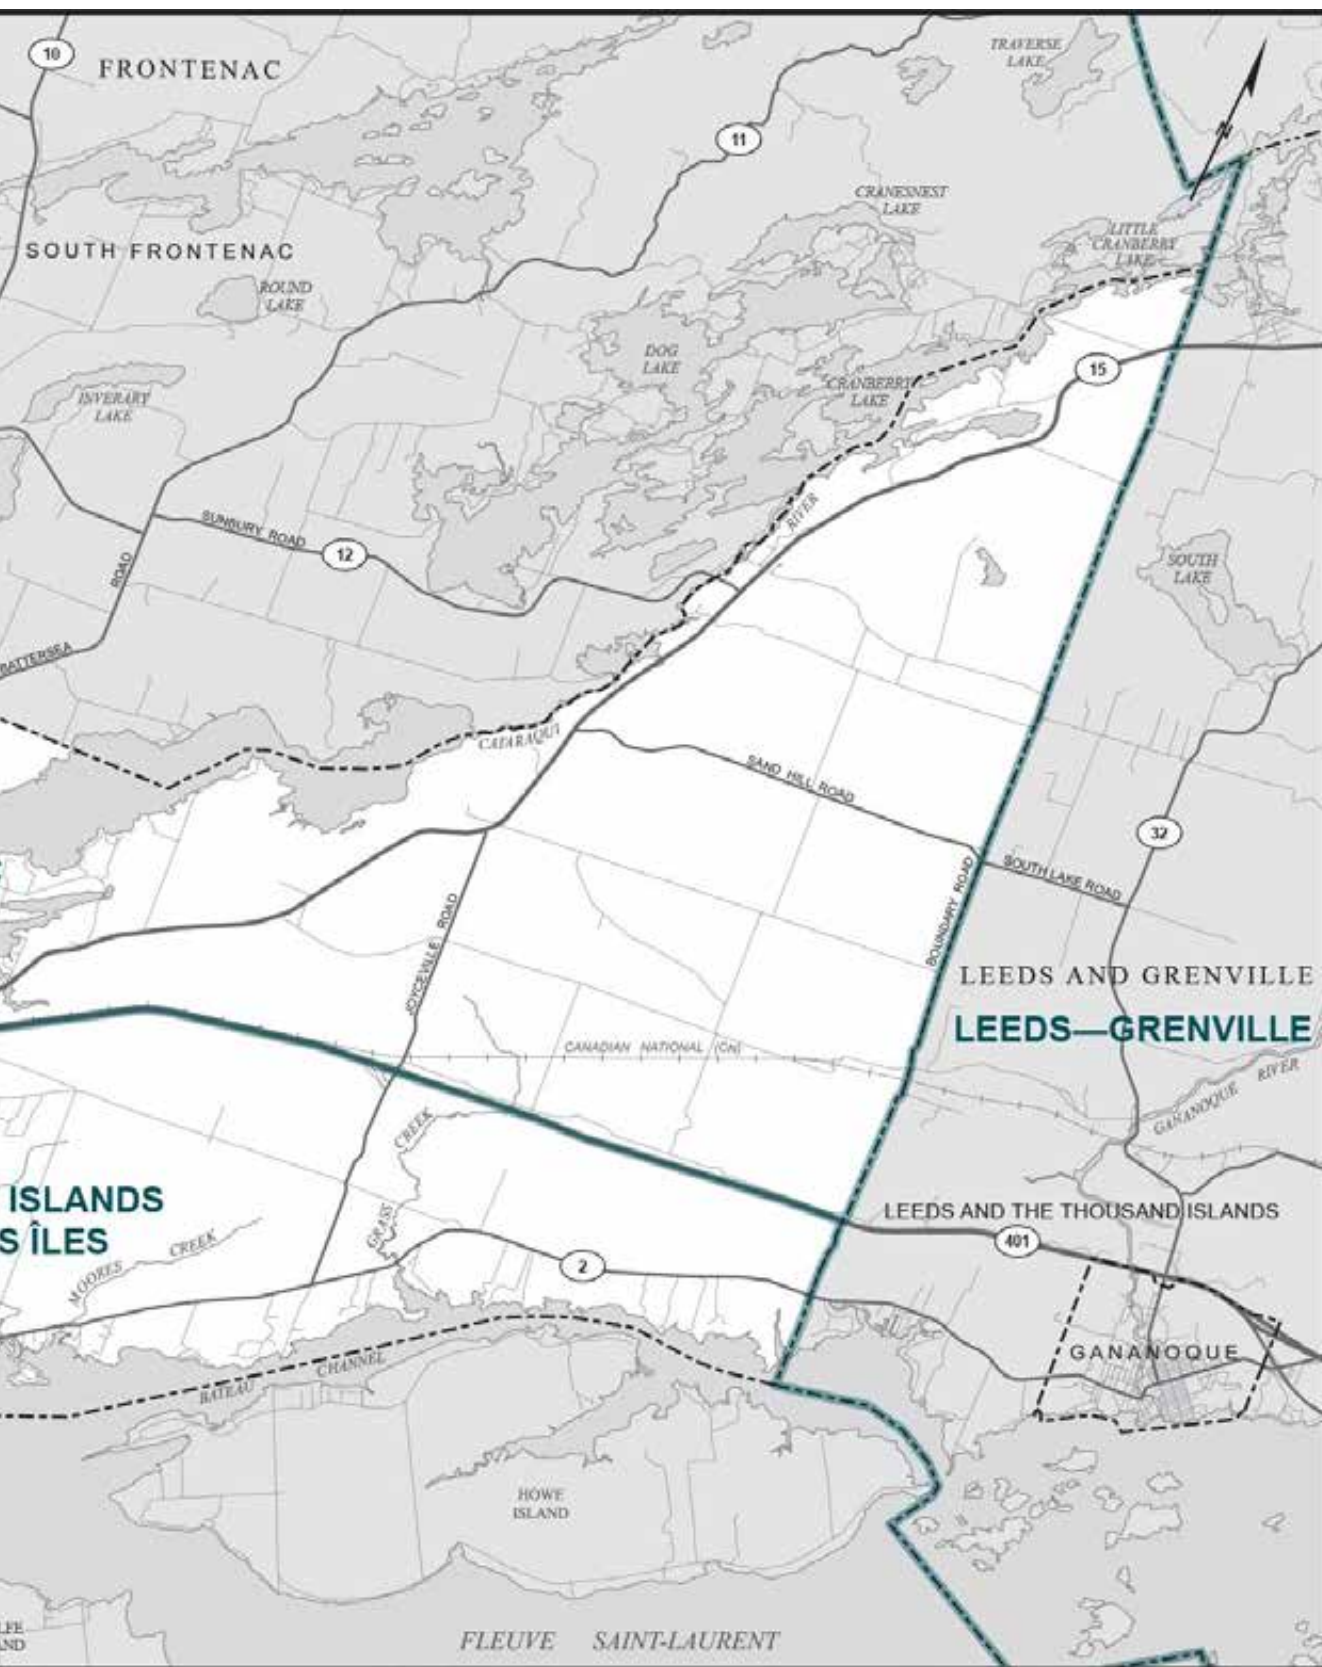 10
FRONTENAC
TRAVERSE
LAKE
N
11
CRANESNEST
LAKE
SOUTH FRONTENAC
LITTLE
CRANBERRY
LAKE
ROUND
LAKE
DOG
LAKE
15
CRANBERRY
LAKE
INVERARY
LAKE
RIVER
SUNBURY ROAD
12
SOUTH
LAKE
ROAD
BATTERSEA
CATARAQUI
SAND HILL ROAD
32
SOUTH LAKE ROAD
BOUNDARY ROAD
JOYCEVILLE ROAD
LEEDS AND GRENVILLE
LEEDS—GRENVILLE
CANADIAN NATIONAL (CN)
GANANOQUE RIVER
CREEK
GRASS
ISLANDS
S ÎLES
LEEDS AND THE THOUSAND ISLANDS
401
MOORES CREEK
2
GANANOQUE
BATEAU CHANNEL
HOWE
ISLAND
LFE
AND
FLEUVE SAINT-LAURENT